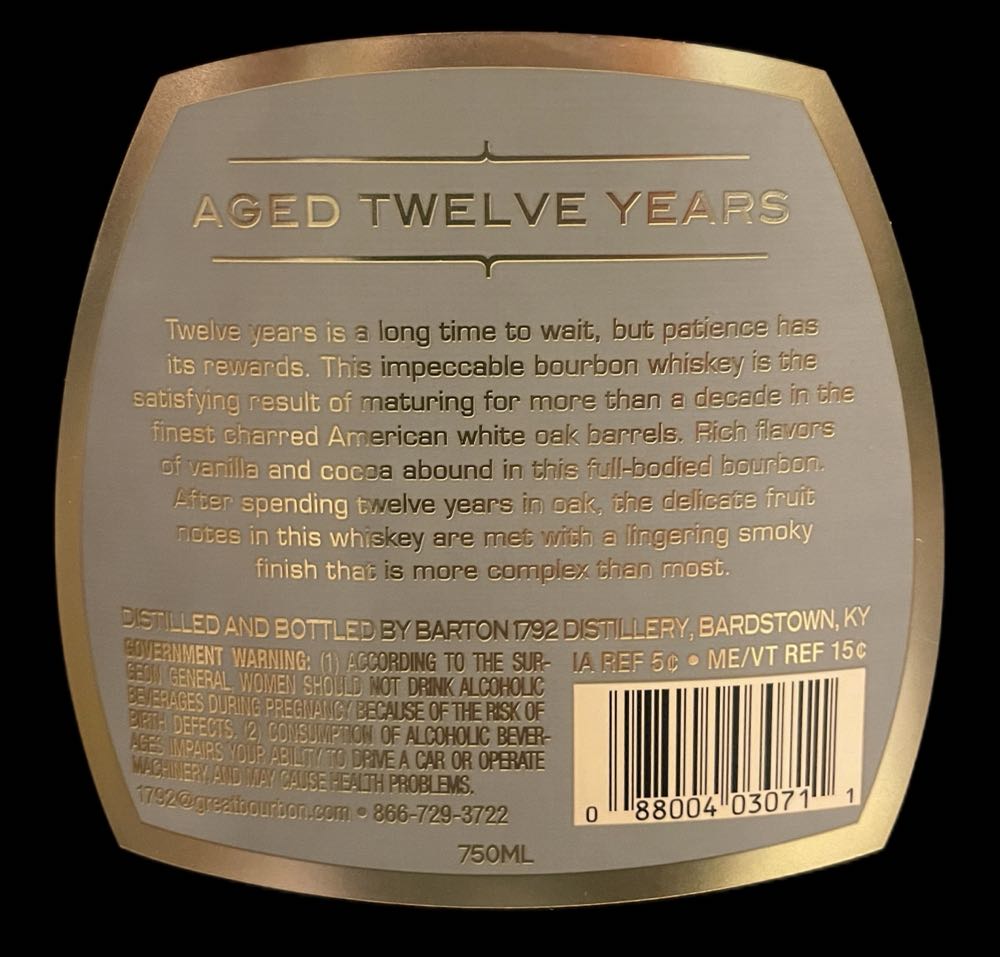 AGED TWELVE YEARS
Twelve years is a long time to wait, but patience has
its rewards. This impeccable bourbon whiskey is the
satisfying result of maturing for more than a decade in the
finest charred American white oak barrels. Rich flavors
of vanilla and cocoa abound in this full-bodied bourbon.
After spending twelve years in oak, the delicate fruit
notes in this whiskey are met with a lingering smoky
finish that is more complex than most.
DISTILLED AND BOTTLED BY BARTON 1792 DISTILLERY, BARDSTOWN, KY
GOVERNMENT WARNING: (1) ACCORDING TO THE SUR-
GEON GENERAL, WOMEN SHOULD NOT DRINK ALCOHOLIC
BEVERAGES DURING PREGNANCY BECAUSE OF THE RISK OF
BIRTH DEFECTS. (2) CONSUMPTION OF ALCOHOLIC BEVER-
AGES IMPAIRS YOUR ABILITY TO DRIVE A CAR OR OPERATE
MACHINERY, AND MAY CAUSE HEALTH PROBLEMS.
1792@greatbourbon.com • 866-729-3722
IA REF 5¢ • ME/VT REF 15¢
0 88004 03071 1
750ML